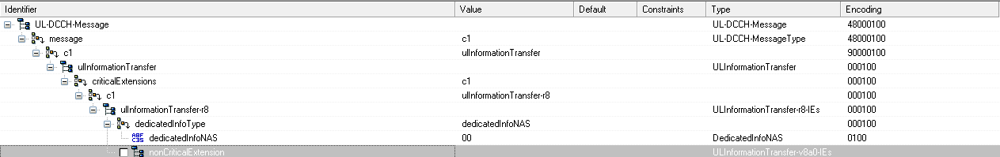 Identifier Value Default Constraints Type Encoding
UL-DCCH-Message UL-DCCH-Message 48000100
message c1 UL-DCCH-MessageType 48000100
c1 ulInformationTransfer 90000100
ulInformationTransfer ULInformationTransfer 000100
criticalExtensions c1 000100
c1 ulInformationTransfer-r8 000100
ulInformationTransfer-r8 ULInformationTransfer-r8-IEs 000100
dedicatedInfoType dedicatedInfoNAS 000100
dedicatedInfoNAS 00 DedicatedInfoNAS 0100
nonCriticalExtension ULInformationTransfer-v8a0-IEs